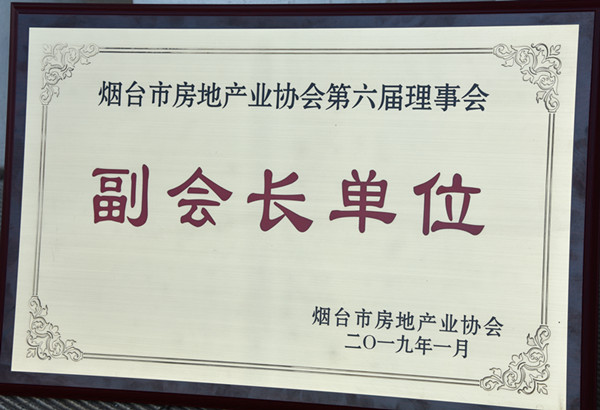 烟台市房地产业协会第六届理事会
副会长单位
烟台市房地产业协会
二〇一九年一月